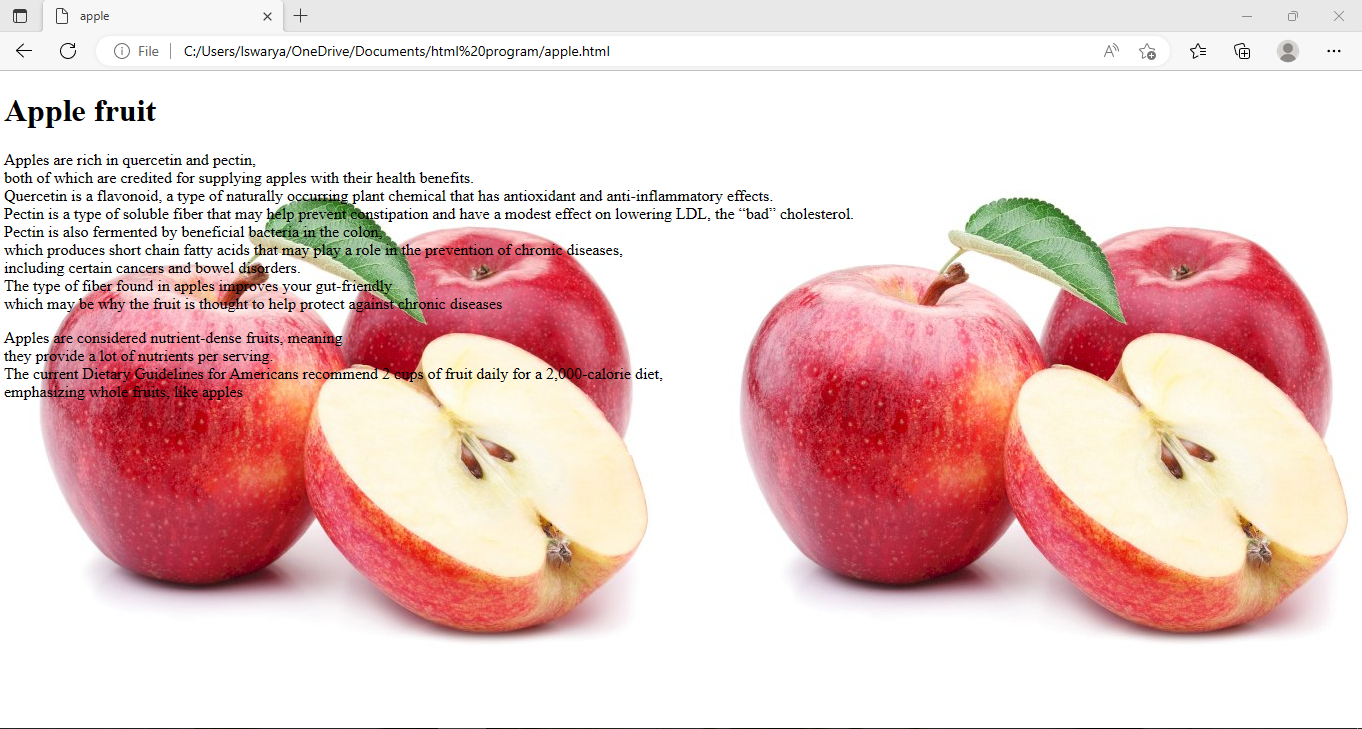 apple
File
C:/Users/Iswarya/OneDrive/Documents/html%20program/apple.html
Apple fruit
Apples are rich in quercetin and pectin,
both of which are credited for supplying apples with their health benefits.
Quercetin is a flavonoid, a type of naturally occurring plant chemical that has antioxidant and anti-inflammatory effects.
Pectin is a type of soluble fiber that may help prevent constipation and have a modest effect on lowering LDL, the “bad” cholesterol.
Pectin is also fermented by beneficial bacteria in the colon,
which produces short chain fatty acids that may play a role in the prevention of chronic diseases,
including certain cancers and bowel disorders.
The type of fiber found in apples improves your gut-friendly
which may be why the fruit is thought to help protect against chronic diseases
Apples are considered nutrient-dense fruits, meaning
they provide a lot of nutrients per serving.
The current Dietary Guidelines for Americans recommend 2 cups of fruit daily for a 2,000-calorie diet,
emphasizing whole fruits, like apples